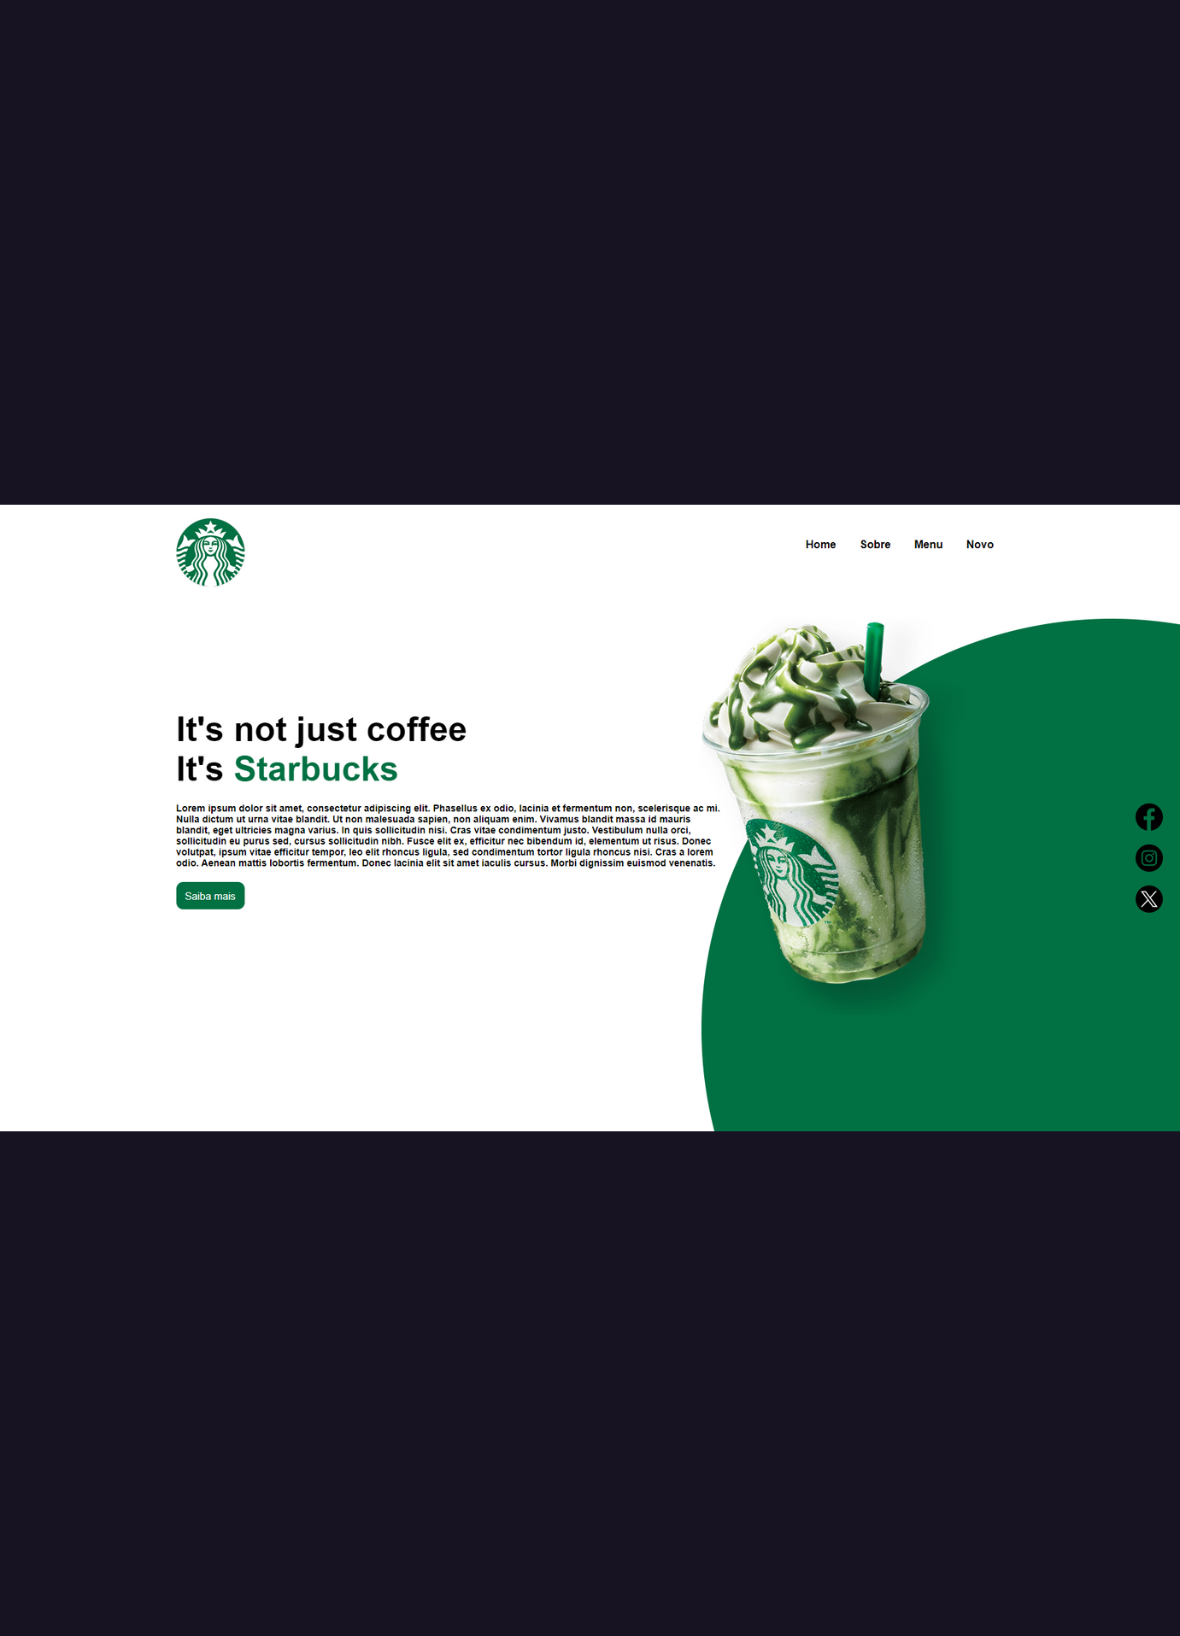 Home Sobre Menu Novo
It's not just coffee
It's Starbucks
Lorem ipsum dolor sit amet, consectetur adipiscing elit. Phasellus ex odio, lacinia et fermentum non, scelerisque ac mi.
Nulla dictum ut urna vitae blandit. Ut non malesuada sapien, non aliquam enim. Vivamus blandit massa id mauris
blandit, eget ultricies magna varius. In quis sollicitudin nisi. Cras vitae condimentum justo. Vestibulum nulla orci,
sollicitudin eu purus sed, cursus sollicitudin nibh. Fusce elit ex, efficitur nec bibendum id, elementum ut risus. Donec
volutpat, ipsum vitae efficitur tempor, leo elit rhoncus ligula, sed condimentum tortor ligula rhoncus nisi. Cras a lorem
odio. Aenean mattis lobortis fermentum. Donec lacinia elit sit amet iaculis cursus. Morbi dignissim euismod venenatis.
Saiba mais